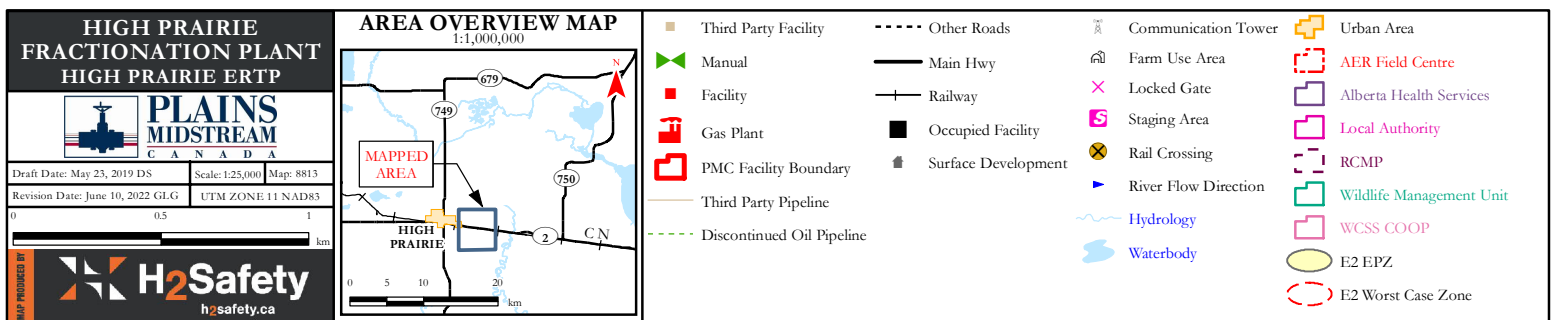 HIGH PRAIRIE
FRACTIONATION PLANT
HIGH PRAIRIE ERTP
PLAINS
MIDSTREAM
CANADA
Draft Date: May 23, 2019 DS
Scale: 1:25,000
Map: 8813
Revision Date: June 10, 2022 GLG
UTM ZONE 11 NAD83
0 0.5 1
km
MAP PRODUCED BY
H2Safety
h2safety.ca
AREA OVERVIEW MAP
1:1,000,000
N
679
749
MAPPED
AREA
750
HIGH
PRAIRIE
2
CN
0 5 10 20
km
Third Party Facility
Manual
Facility
Gas Plant
PMC Facility Boundary
Third Party Pipeline
Discontinued Oil Pipeline
Other Roads
Main Hwy
Railway
Occupied Facility
Surface Development
Communication Tower
Farm Use Area
Locked Gate
S
Staging Area
Rail Crossing
River Flow Direction
Hydrology
Waterbody
Urban Area
AER Field Centre
Alberta Health Services
Local Authority
RCMP
Wildlife Management Unit
WCSS COOP
E2 EPZ
E2 Worst Case Zone